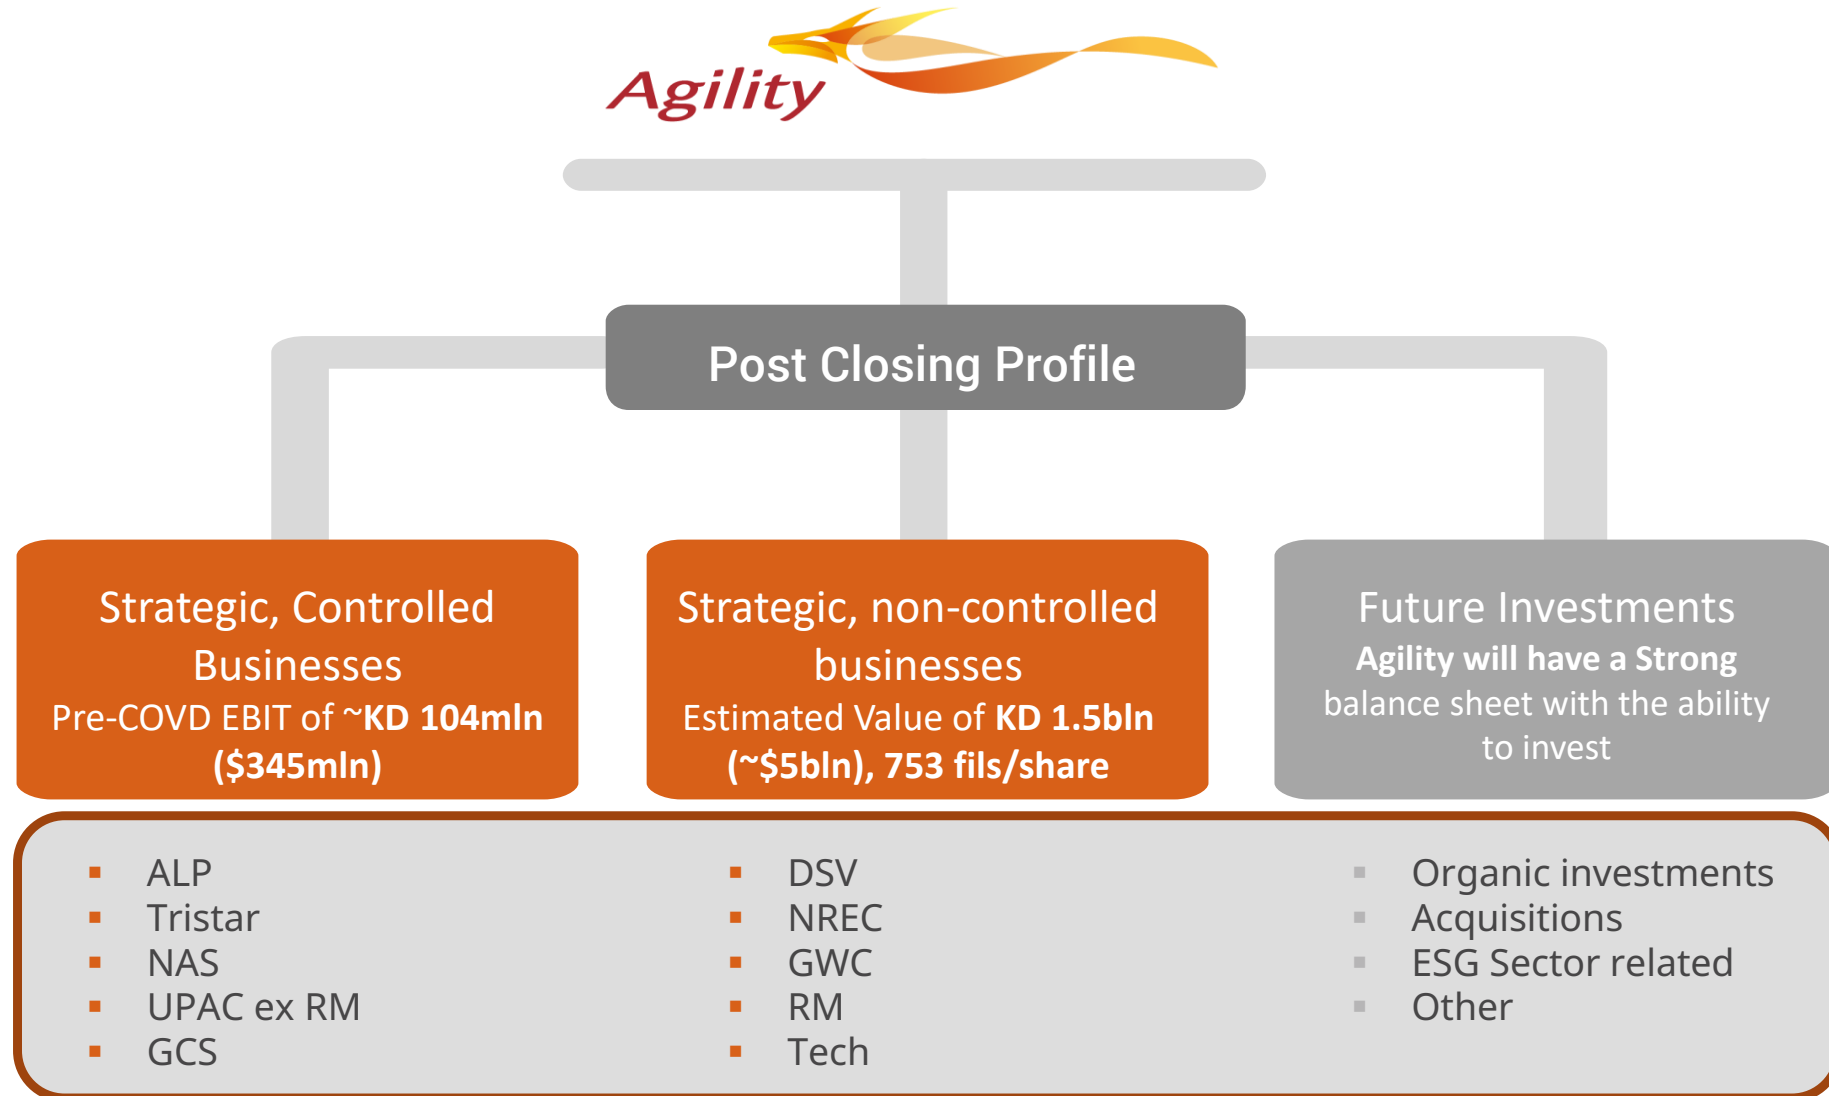 Agility
Post Closing Profile
Strategic, Controlled
Businesses
Pre-COVD EBIT of ~KD 104mln
($345mln)
Strategic, non-controlled
businesses
Estimated Value of KD 1.5bln
(~$5bln), 753 fils/share
Future Investments
Agility will have a Strong
balance sheet with the ability
to invest
▪ ALP
▪ Tristar
▪ NAS
▪ UPAC ex RM
▪ GCS
▪ DSV
▪ NREC
▪ GWC
▪ RM
▪ Tech
▪ Organic investments
▪ Acquisitions
▪ ESG Sector related
▪ Other